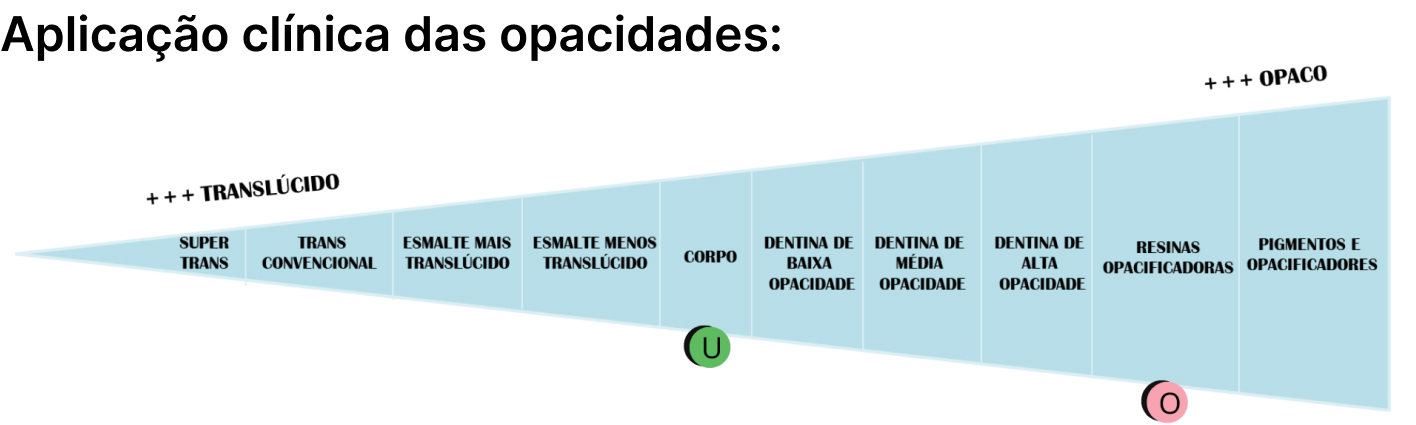 Aplicação clínica das opacidades:
+ + + OPACO
+ + + TRANSLÚCIDO
SUPER
TRANS
TRANS
CONVENCIONAL
ESMALTE MAIS
TRANSLÚCIDO
ESMALTE MENOS
TRANSLÚCIDO
CORPO
DENTINA DE
BAIXA
OPACIDADE
DENTINA DE
MÉDIA
OPACIDADE
DENTINA DE
ALTA
OPACIDADE
RESINAS
OPACIFICADORAS
PIGMENTOS E
OPACIFICADORES
U
O